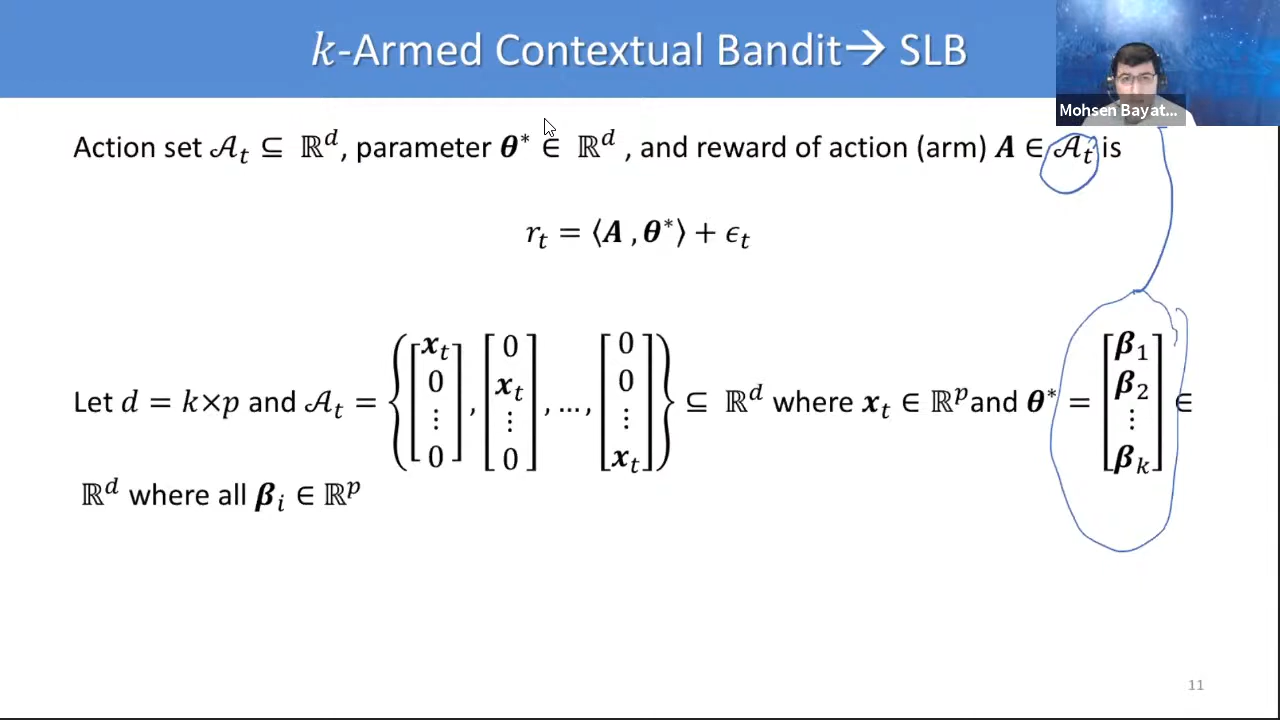 k-Armed Contextual Bandit→ SLB
Mohsen Bayat...
Action set 𝒜ₜ ⊆ ℝᵈ, parameter θ* ∈ ℝᵈ , and reward of action (arm) A ∈ 𝒜ₜ is
rₜ = ⟨A , θ*⟩ + ϵₜ
Let d = k×p and 𝒜ₜ = { [xₜ 0 ⋮ 0] , [0 xₜ ⋮ 0] , … , [0 0 ⋮ xₜ] } ⊆ ℝᵈ where xₜ ∈ ℝᵖand θ* = [β₁ β₂ ⋮ βₖ] ∈
ℝᵈ where all βᵢ ∈ ℝᵖ
11